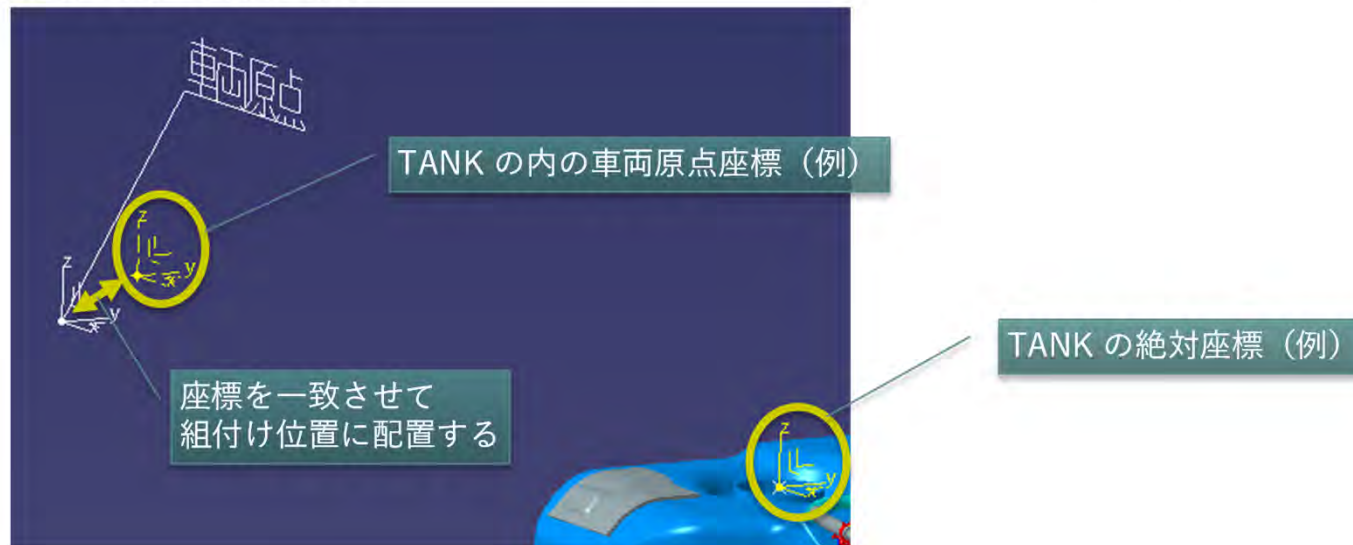 車両原点
TANK の内の車両原点座標（例）
z
y
x
z
y
x
座標を一致させて
組付け位置に配置する
TANK の絶対座標（例）
z
y
x